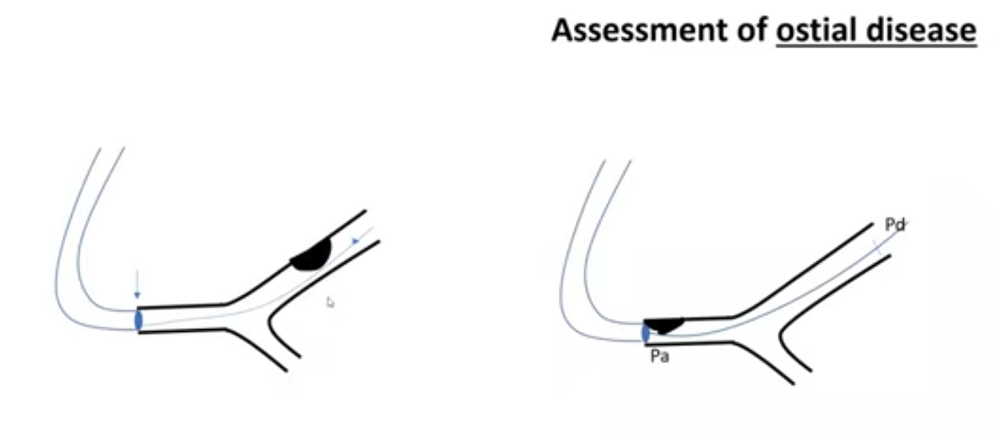 Assessment of ostial disease
Pd
Pa